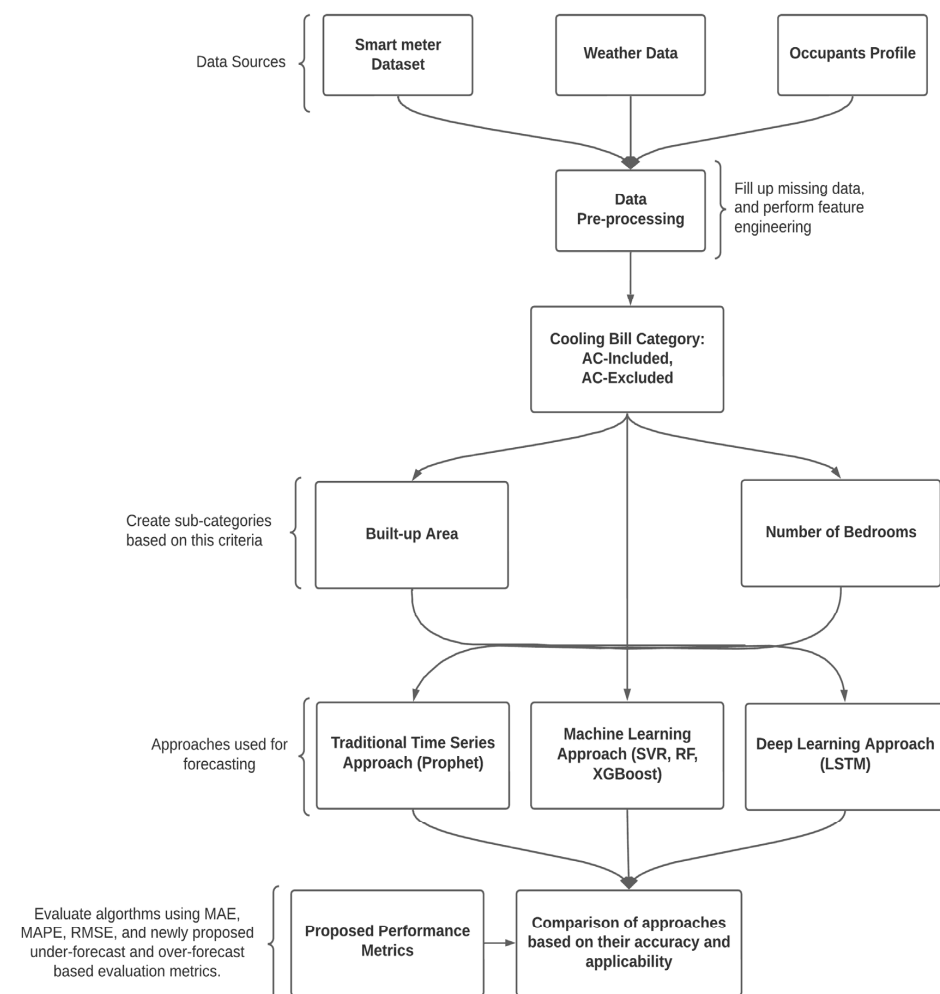 Data Sources
Smart meter
Dataset
Weather Data
Occupants Profile
Data
Pre-processing
Fill up missing data,
and perform feature
engineering
Cooling Bill Category:
AC-Included,
AC-Excluded
Create sub-categories
based on this criteria
Built-up Area
Number of Bedrooms
Approaches used for
forecasting
Traditional Time Series
Approach (Prophet)
Machine Learning
Approach (SVR, RF,
XGBoost)
Deep Learning Approach
(LSTM)
Evaluate algorthms using MAE,
MAPE, RMSE, and newly proposed
under-forecast and over-forecast
based evaluation metrics.
Proposed Performance
Metrics
Comparison of approaches
based on their accuracy and
applicability